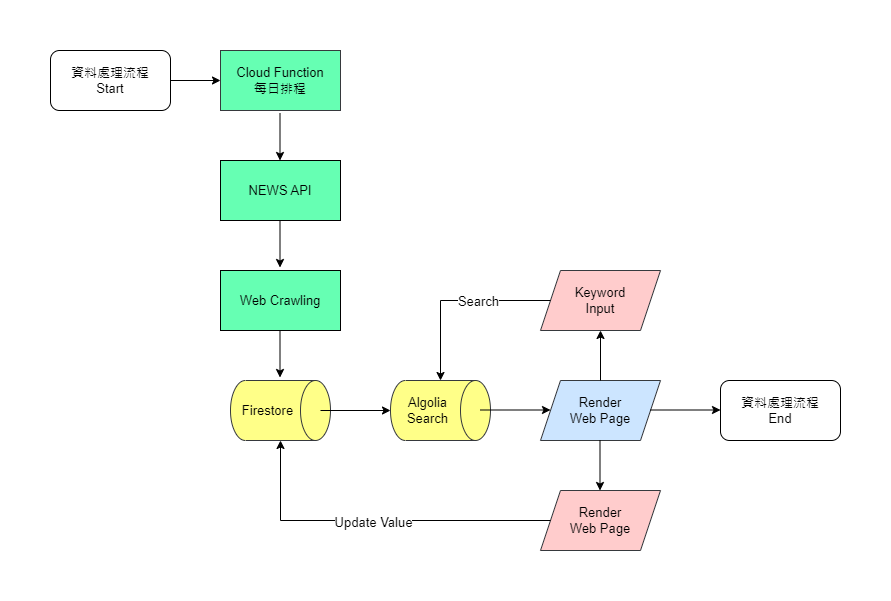 資料處理流程
Start
Cloud Function
每日排程
NEWS API
Web Crawling
Keyword
Input
Search
Firestore
Algolia
Search
Render
Web Page
資料處理流程
End
Render
Web Page
Update Value